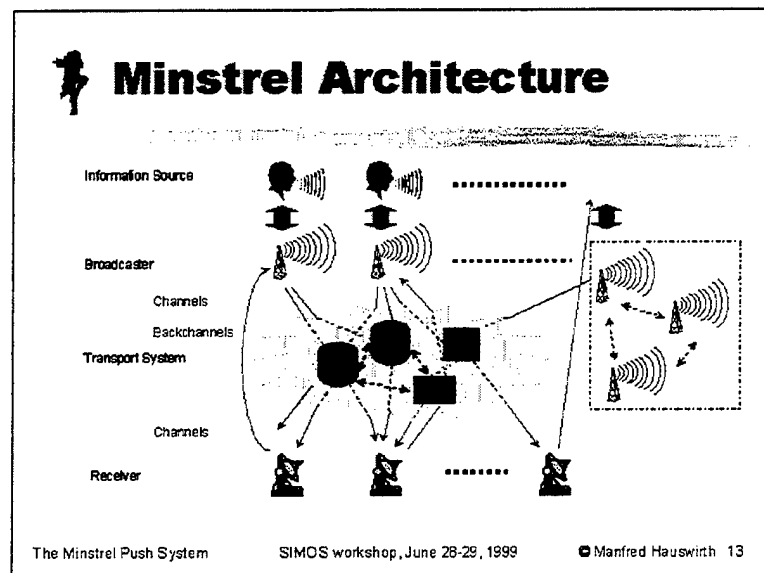 Minstrel Architecture
Information Source
Broadcaster
Channels
Backchannels
Transport System
Channels
Receiver
The Minstrel Push System SIMOS workshop, June 28-29, 1999 © Manfred Hauswirth 13